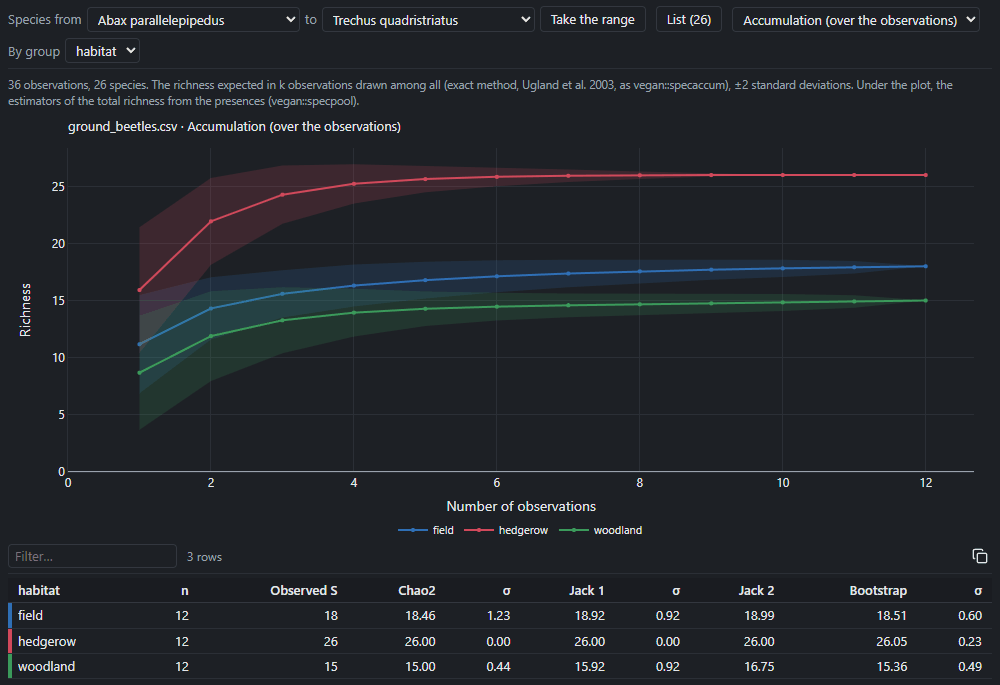 Species from Abax parallelepipedus to Trechus quadristriatus Take the range List (26) Accumulation (over the observations)
By group habitat
36 observations, 26 species. The richness expected in k observations drawn among all (exact method, Ugland et al. 2003, as vegan::specaccum), ±2 standard deviations. Under the plot, the
estimators of the total richness from the presences (vegan::specpool).
ground_beetles.csv · Accumulation (over the observations)
25
20
15
10
5
0
Richness
0 2 4 6 8 10 12
Number of observations
field hedgerow woodland
Filter... 3 rows
habitat n Observed S Chao2 σ Jack 1 σ Jack 2 Bootstrap σ
field 12 18 18.46 1.23 18.92 0.92 18.99 18.51 0.60
hedgerow 12 26 26.00 0.00 26.00 0.00 26.00 26.05 0.23
woodland 12 15 15.00 0.44 15.92 0.92 16.75 15.36 0.49